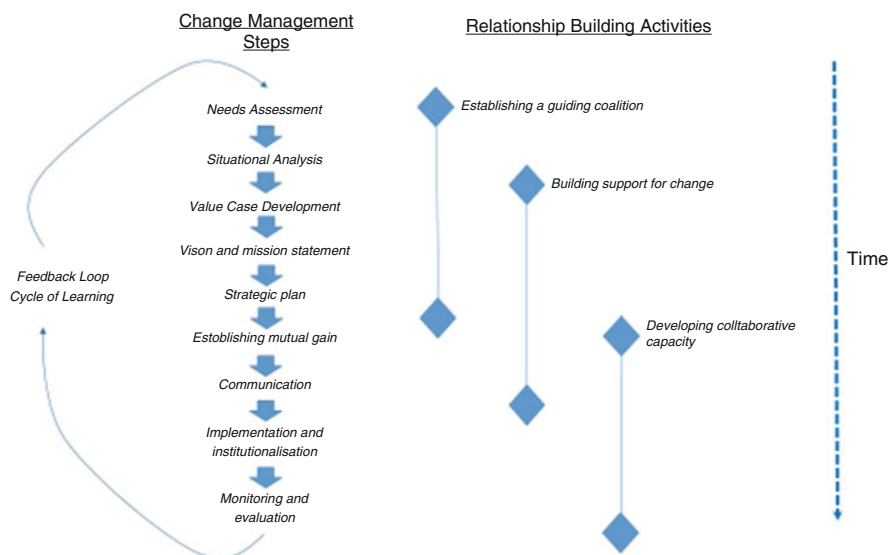 Change Management
Steps
Relationship Building Activities
Needs Assessment
Establishing a guiding coalition
Situational Analysis
Building support for change
Value Case Development
Vison and mission statement
Time
Feedback Loop
Cycle of Learning
Strategic plan
Establishing mutual gain
Developing colltaborative
capacity
Communication
Implementation and
institutionalisation
Monitoring and
evaluation